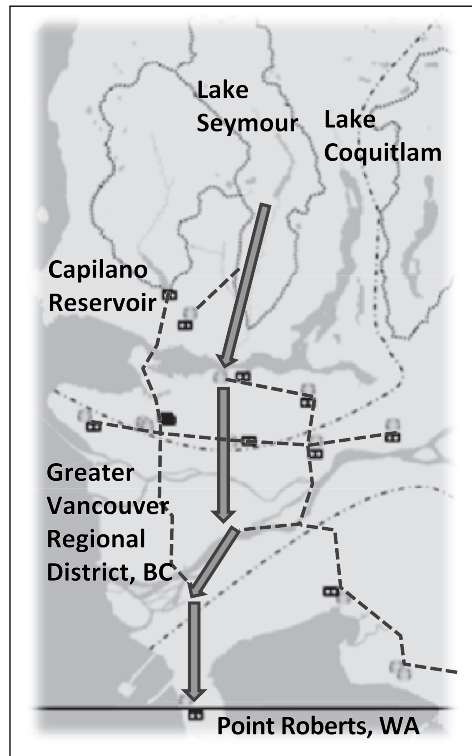 Lake
Seymour
Lake
Coquitlam
Capilano
Reservoir
Greater
Vancouver
Regional
District, BC
Point Roberts, WA